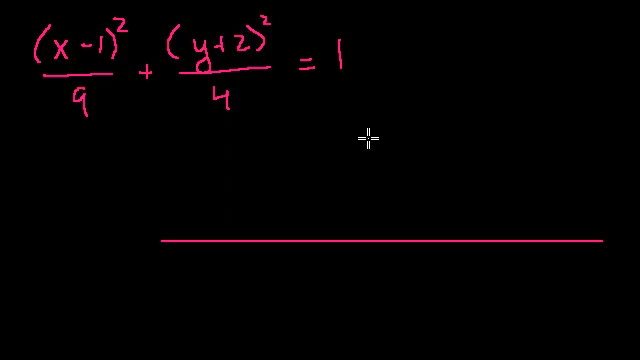 (x-1)²/9 + (y+2)²/4 = 1